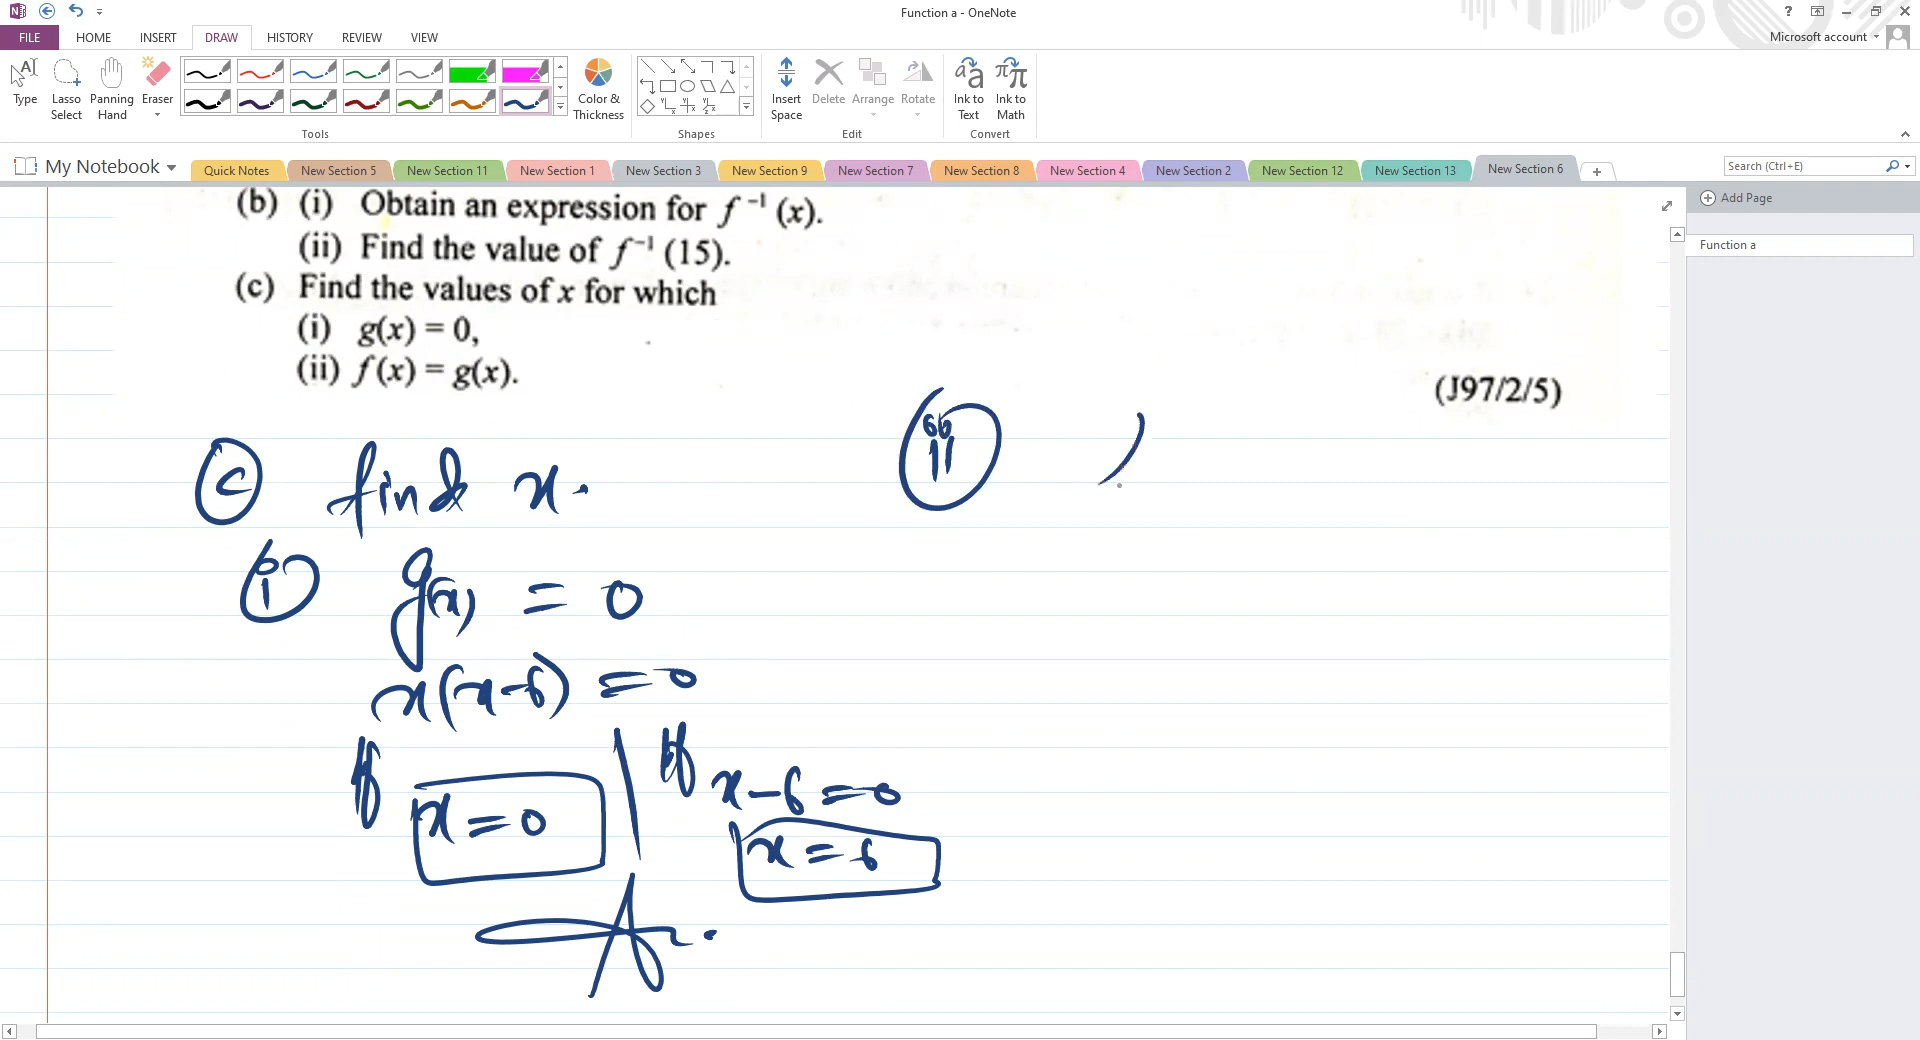 Function a - OneNote
FILE HOME INSERT DRAW HISTORY REVIEW VIEW
Microsoft account
Type
Lasso Select
Panning Hand
Eraser
Color & Thickness
Insert Space
Delete
Arrange
Rotate
Ink to Text
Ink to Math
Tools
Shapes
Edit
Convert
My Notebook
Quick Notes
New Section 5
New Section 11
New Section 1
New Section 3
New Section 9
New Section 7
New Section 8
New Section 4
New Section 2
New Section 12
New Section 13
New Section 6
Search (Ctrl+E)
Add Page
Function a
(b) (i) Obtain an expression for f⁻¹ (x).
(ii) Find the value of f⁻¹ (15).
(c) Find the values of x for which
(i) g(x) = 0,
(ii) f(x) = g(x).
(J97/2/5)
c find x.
ii
i g(x) = 0
x(x-6) = 0
If x = 0
If x - 6 = 0
x = 6